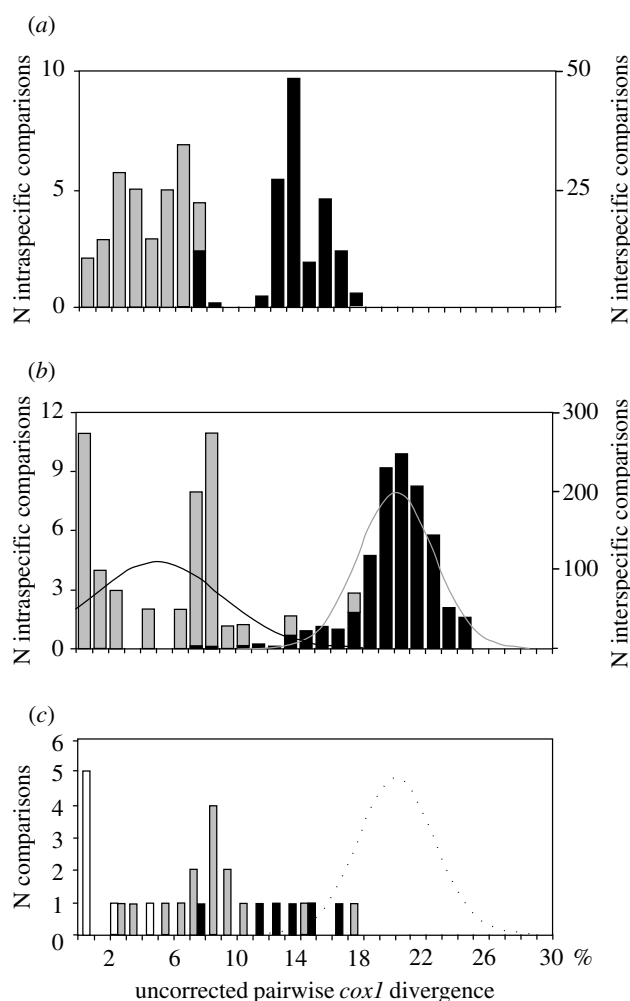 (a)
10
5
0
N intraspecific comparisons
50
25
0
N interspecific comparisons
(b)
12
9
6
3
0
N intraspecific comparisons
300
200
100
0
N interspecific comparisons
(c)
6
5
4
3
2
1
0
N comparisons
2 6 10 14 18 22 26 30 %
uncorrected pairwise cox1 divergence